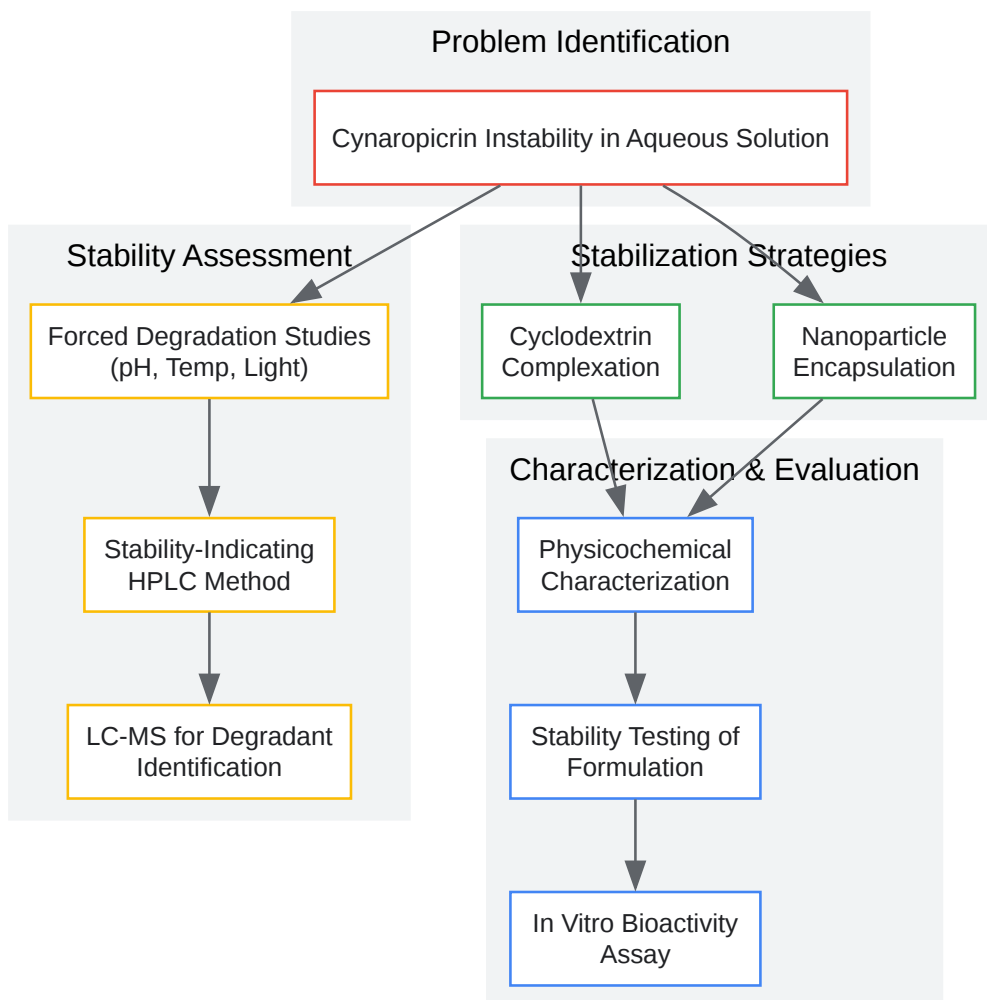 Problem Identification
Cynaropicrin Instability in Aqueous Solution
Stability Assessment
Forced Degradation Studies
(pH, Temp, Light)
Stability-Indicating
HPLC Method
LC-MS for Degradant
Identification
Stabilization Strategies
Cyclodextrin
Complexation
Nanoparticle
Encapsulation
Characterization & Evaluation
Physicochemical
Characterization
Stability Testing of
Formulation
In Vitro Bioactivity
Assay